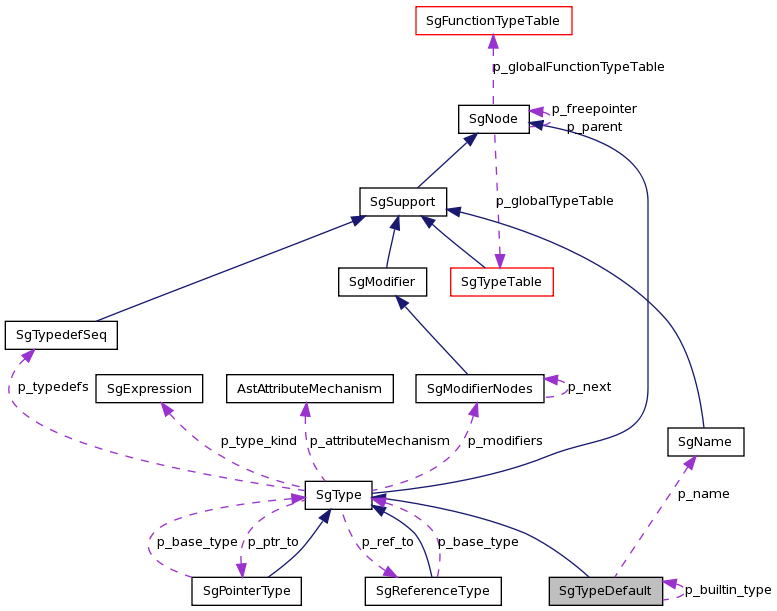 SgFunctionTypeTable
p_globalFunctionTypeTable
p_freepointer
p_parent
SgNode
SgSupport
p_globalTypeTable
SgModifier
SgTypeTable
SgTypedefSeq
p_typedefs
SgExpression
AstAttributeMechanism
SgModifierNodes
p_next
p_type_kind
p_attributeMechanism
p_modifiers
SgName
SgType
p_name
p_base_type
p_ptr_to
p_ref_to
p_base_type
SgPointerType
SgReferenceType
SgTypeDefault
p_builtin_type